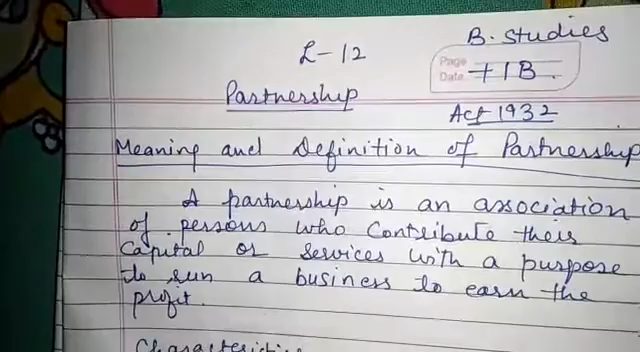 B. Studies
L-12
Page
Date +1B.
Partnership
Act 1932
Meaning and Definition of Partnership
A partnership is an association
of persons who contribute their
Capital or services with a purpose
to run a business to earn the
profit.
Characteristics